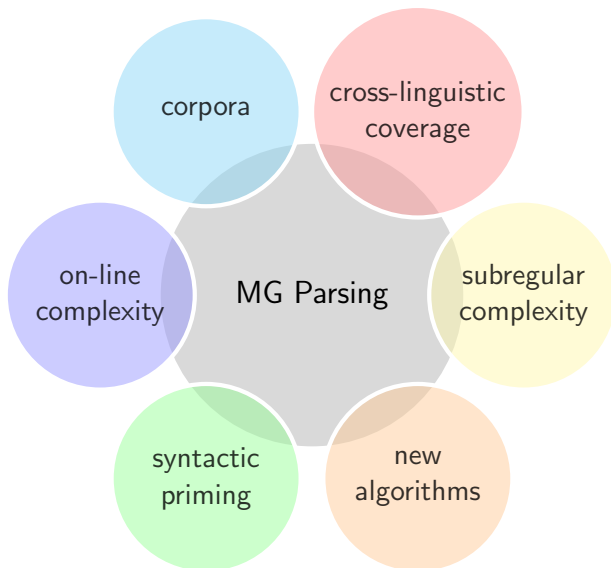 corpora
cross-linguistic
coverage
on-line
complexity
MG Parsing
subregular
complexity
syntactic
priming
new
algorithms